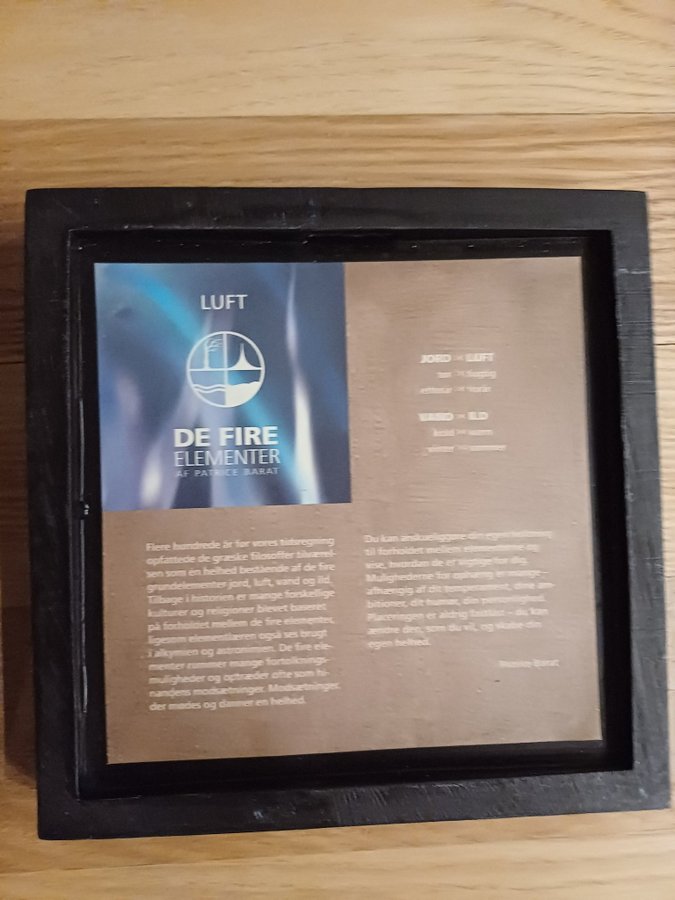 LUFT
DE FIRE
ELEMENTER
AF PATRICE BARAT
JORD >< LUFT
tør >< fugtig
efterår >< forår
VAND >< ILD
kold >< varm
vinter >< sommer
Flere hundrede år før vores tidsregning
opfattede de græske filosoffer tilværel-
sen som en helhed bestående af de fire
grundelementer jord, luft, vand og ild.
Tilbage i historien er mange forskellige
kulturer og religioner blevet baseret
på forholdet mellem de fire elementer,
ligesom elementlæren også ses brugt
i alkymien og astronomien. De fire ele-
menter rummer mange fortolknings-
muligheder og optræder ofte som hi-
nandens modsætninger. Modsætninger,
der mødes og danner en helhed.
Du kan anskueliggøre din egen holdning
til forholdet mellem elementerne og
vise, hvordan de er vigtige for dig.
Mulighederne for ophæng er mange –
afhængig af dit temperament, dine am-
bitioner, dit humør, din personlighed.
Placeringen er aldrig fastlåst – du kan
ændre den, som du vil, og skabe din
egen helhed.
Patrice Barat